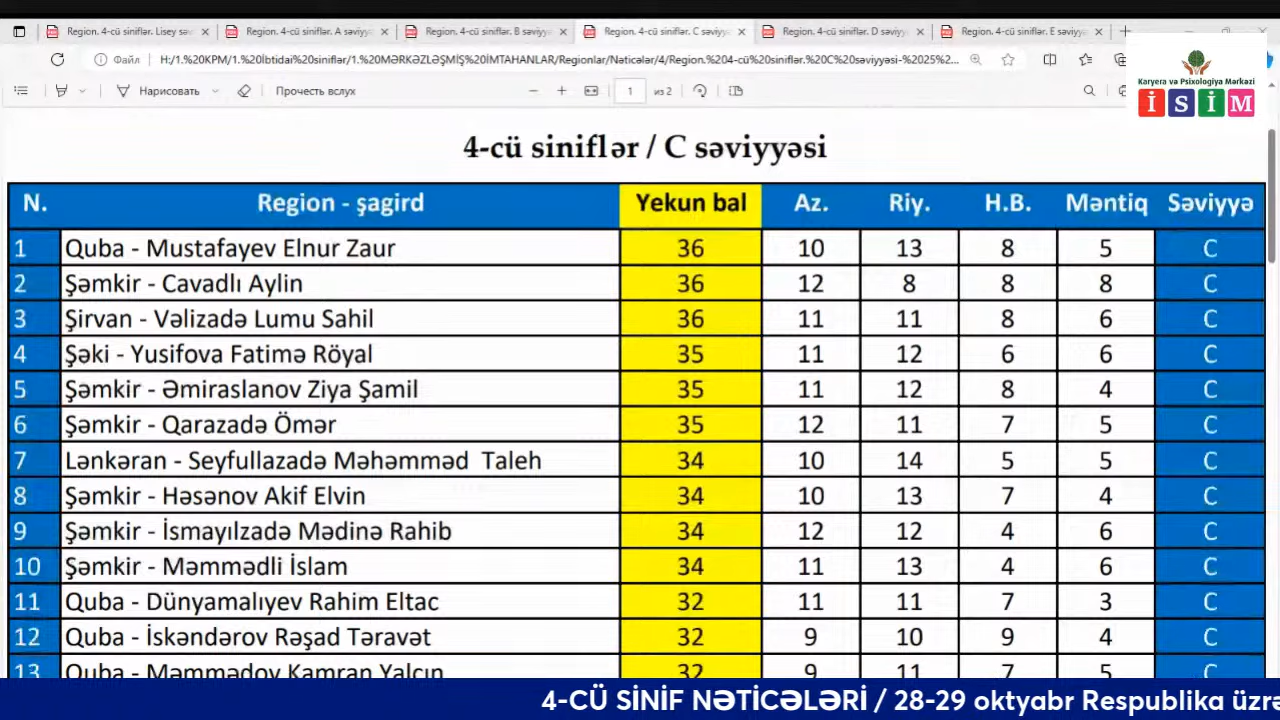 Region. 4-cü siniflər. Lisey səv
Region. 4-cü siniflər. A səviyyə
Region. 4-cü siniflər. B səviyyə
Region. 4-cü siniflər. C səviyyə
Region. 4-cü siniflər. D səviyyə
Region. 4-cü siniflər. E səviyyə
Файл H:/1.%20KPM/1.%20İbtidai%20siniflər/1.%20MƏRKƏZLƏŞMİŞ%20İMTAHANLAR/Regionlar/Nəticələr/4/Region.%204-cü%20siniflər.%20C%20səviyyəsi-%2025%2...
Нарисовать Прочесть вслух 1 из 2
Karyera və Psixologiya Mərkəzi
İSİM
4-cü siniflər / C səviyyəsi
N. Region - şagird Yekun bal Az. Riy. H.B. Məntiq Səviyyə
1 Quba - Mustafayev Elnur Zaur 36 10 13 8 5 C
2 Şəmkir - Cavadlı Aylin 36 12 8 8 8 C
3 Şirvan - Vəlizadə Lumu Sahil 36 11 11 8 6 C
4 Şəki - Yusifova Fatimə Röyal 35 11 12 6 6 C
5 Şəmkir - Əmiraslanov Ziya Şamil 35 11 12 8 4 C
6 Şəmkir - Qarazadə Ömər 35 12 11 7 5 C
7 Lənkəran - Seyfullazadə Məhəmməd  Taleh 34 10 14 5 5 C
8 Şəmkir - Həsənov Akif Elvin 34 10 13 7 4 C
9 Şəmkir - İsmayılzadə Mədinə Rahib 34 12 12 4 6 C
10 Şəmkir - Məmmədli İslam 34 11 13 4 6 C
11 Quba - Dünyamalıyev Rahim Eltac 32 11 11 7 3 C
12 Quba - İskəndərov Rəşad Təravət 32 9 10 9 4 C
13 Quba - Məmmədov Kamran Yalçın 32 9 11 7 5 C
4-CÜ SİNİF NƏTİCƏLƏRİ / 28-29 oktyabr Respublika üzrə